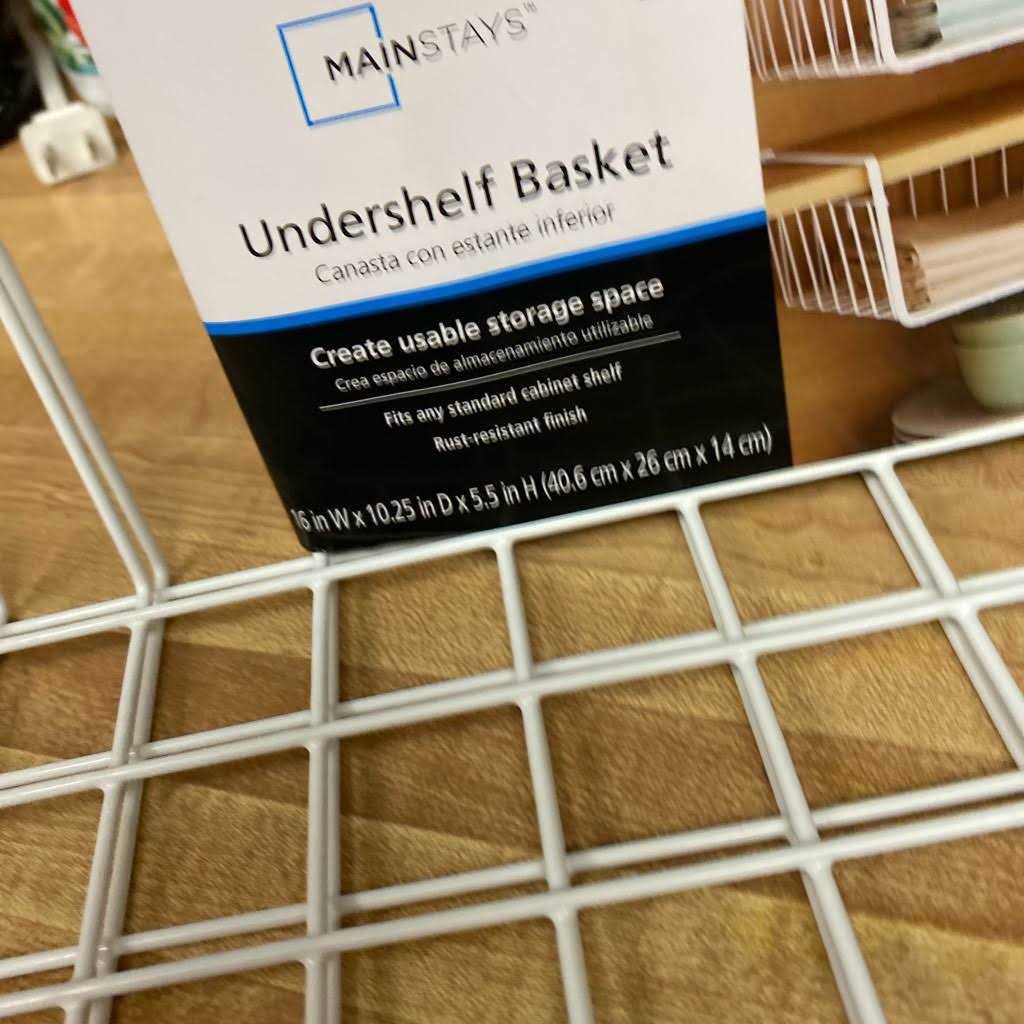 MAINSTAYS™
Undershelf Basket
Canasta con estante inferior
Create usable storage space
Crea espacio de almacenamiento utilizable
Fits any standard cabinet shelf
Rust-resistant finish
16 in W x 10.25 in D x 5.5 in H (40.6 cm x 26 cm x 14 cm)